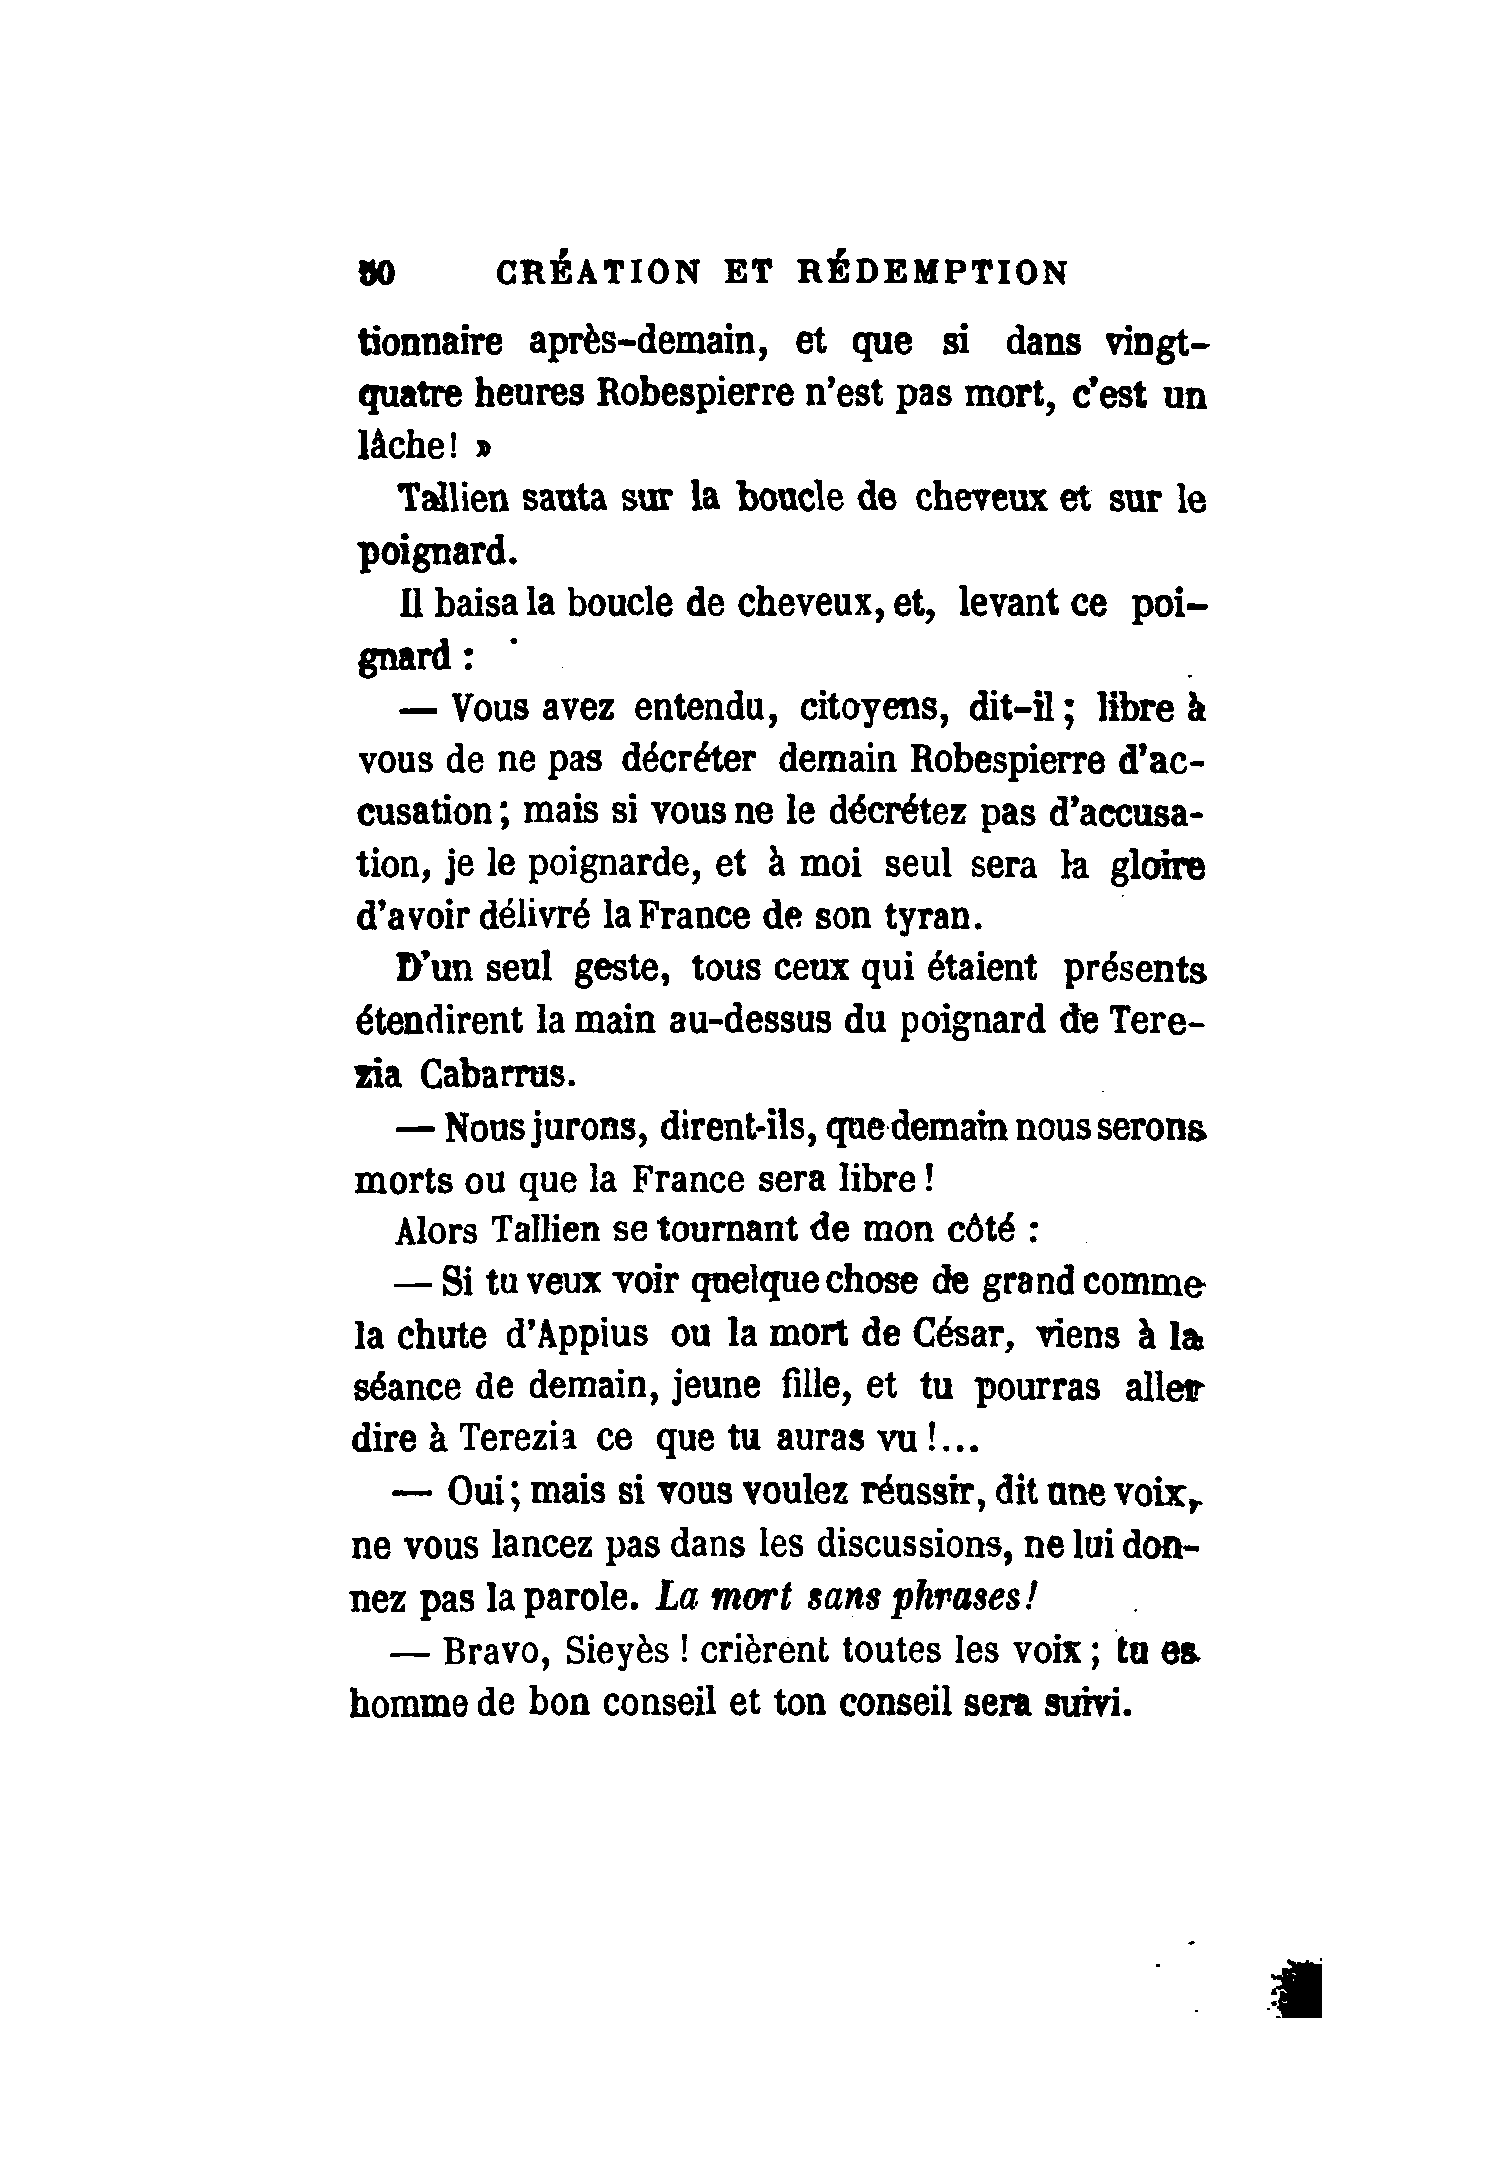 50 CRÉATION ET RÉDEMPTION
tionnaire après-demain, et que si dans vingt-
quatre heures Robespierre n'est pas mort, c'est un
lâche! »
Tallien sauta sur la boucle de cheveux et sur le
poignard.
Il baisa la boucle de cheveux, et, levant ce poi-
gnard :
— Vous avez entendu, citoyens, dit-il ; libre à
vous de ne pas décréter demain Robespierre d'ac-
cusation ; mais si vous ne le décrétez pas d'accusa-
tion, je le poignarde, et à moi seul sera la gloire
d'avoir délivré la France de son tyran.
D'un seul geste, tous ceux qui étaient présents
étendirent la main au-dessus du poignard de Tere-
zia Cabarrus.
— Nous jurons, dirent-ils, que demain nous serons
morts ou que la France sera libre !
Alors Tallien se tournant de mon côté :
— Si tu veux voir quelque chose de grand comme
la chute d'Appius ou la mort de César, viens à la
séance de demain, jeune fille, et tu pourras aller
dire à Terezia ce que tu auras vu !...
— Oui ; mais si vous voulez réussir, dit une voix,
ne vous lancez pas dans les discussions, ne lui don-
nez pas la parole. La mort sans phrases!
— Bravo, Sieyès ! crièrent toutes les voix ; tu es
homme de bon conseil et ton conseil sera suivi.